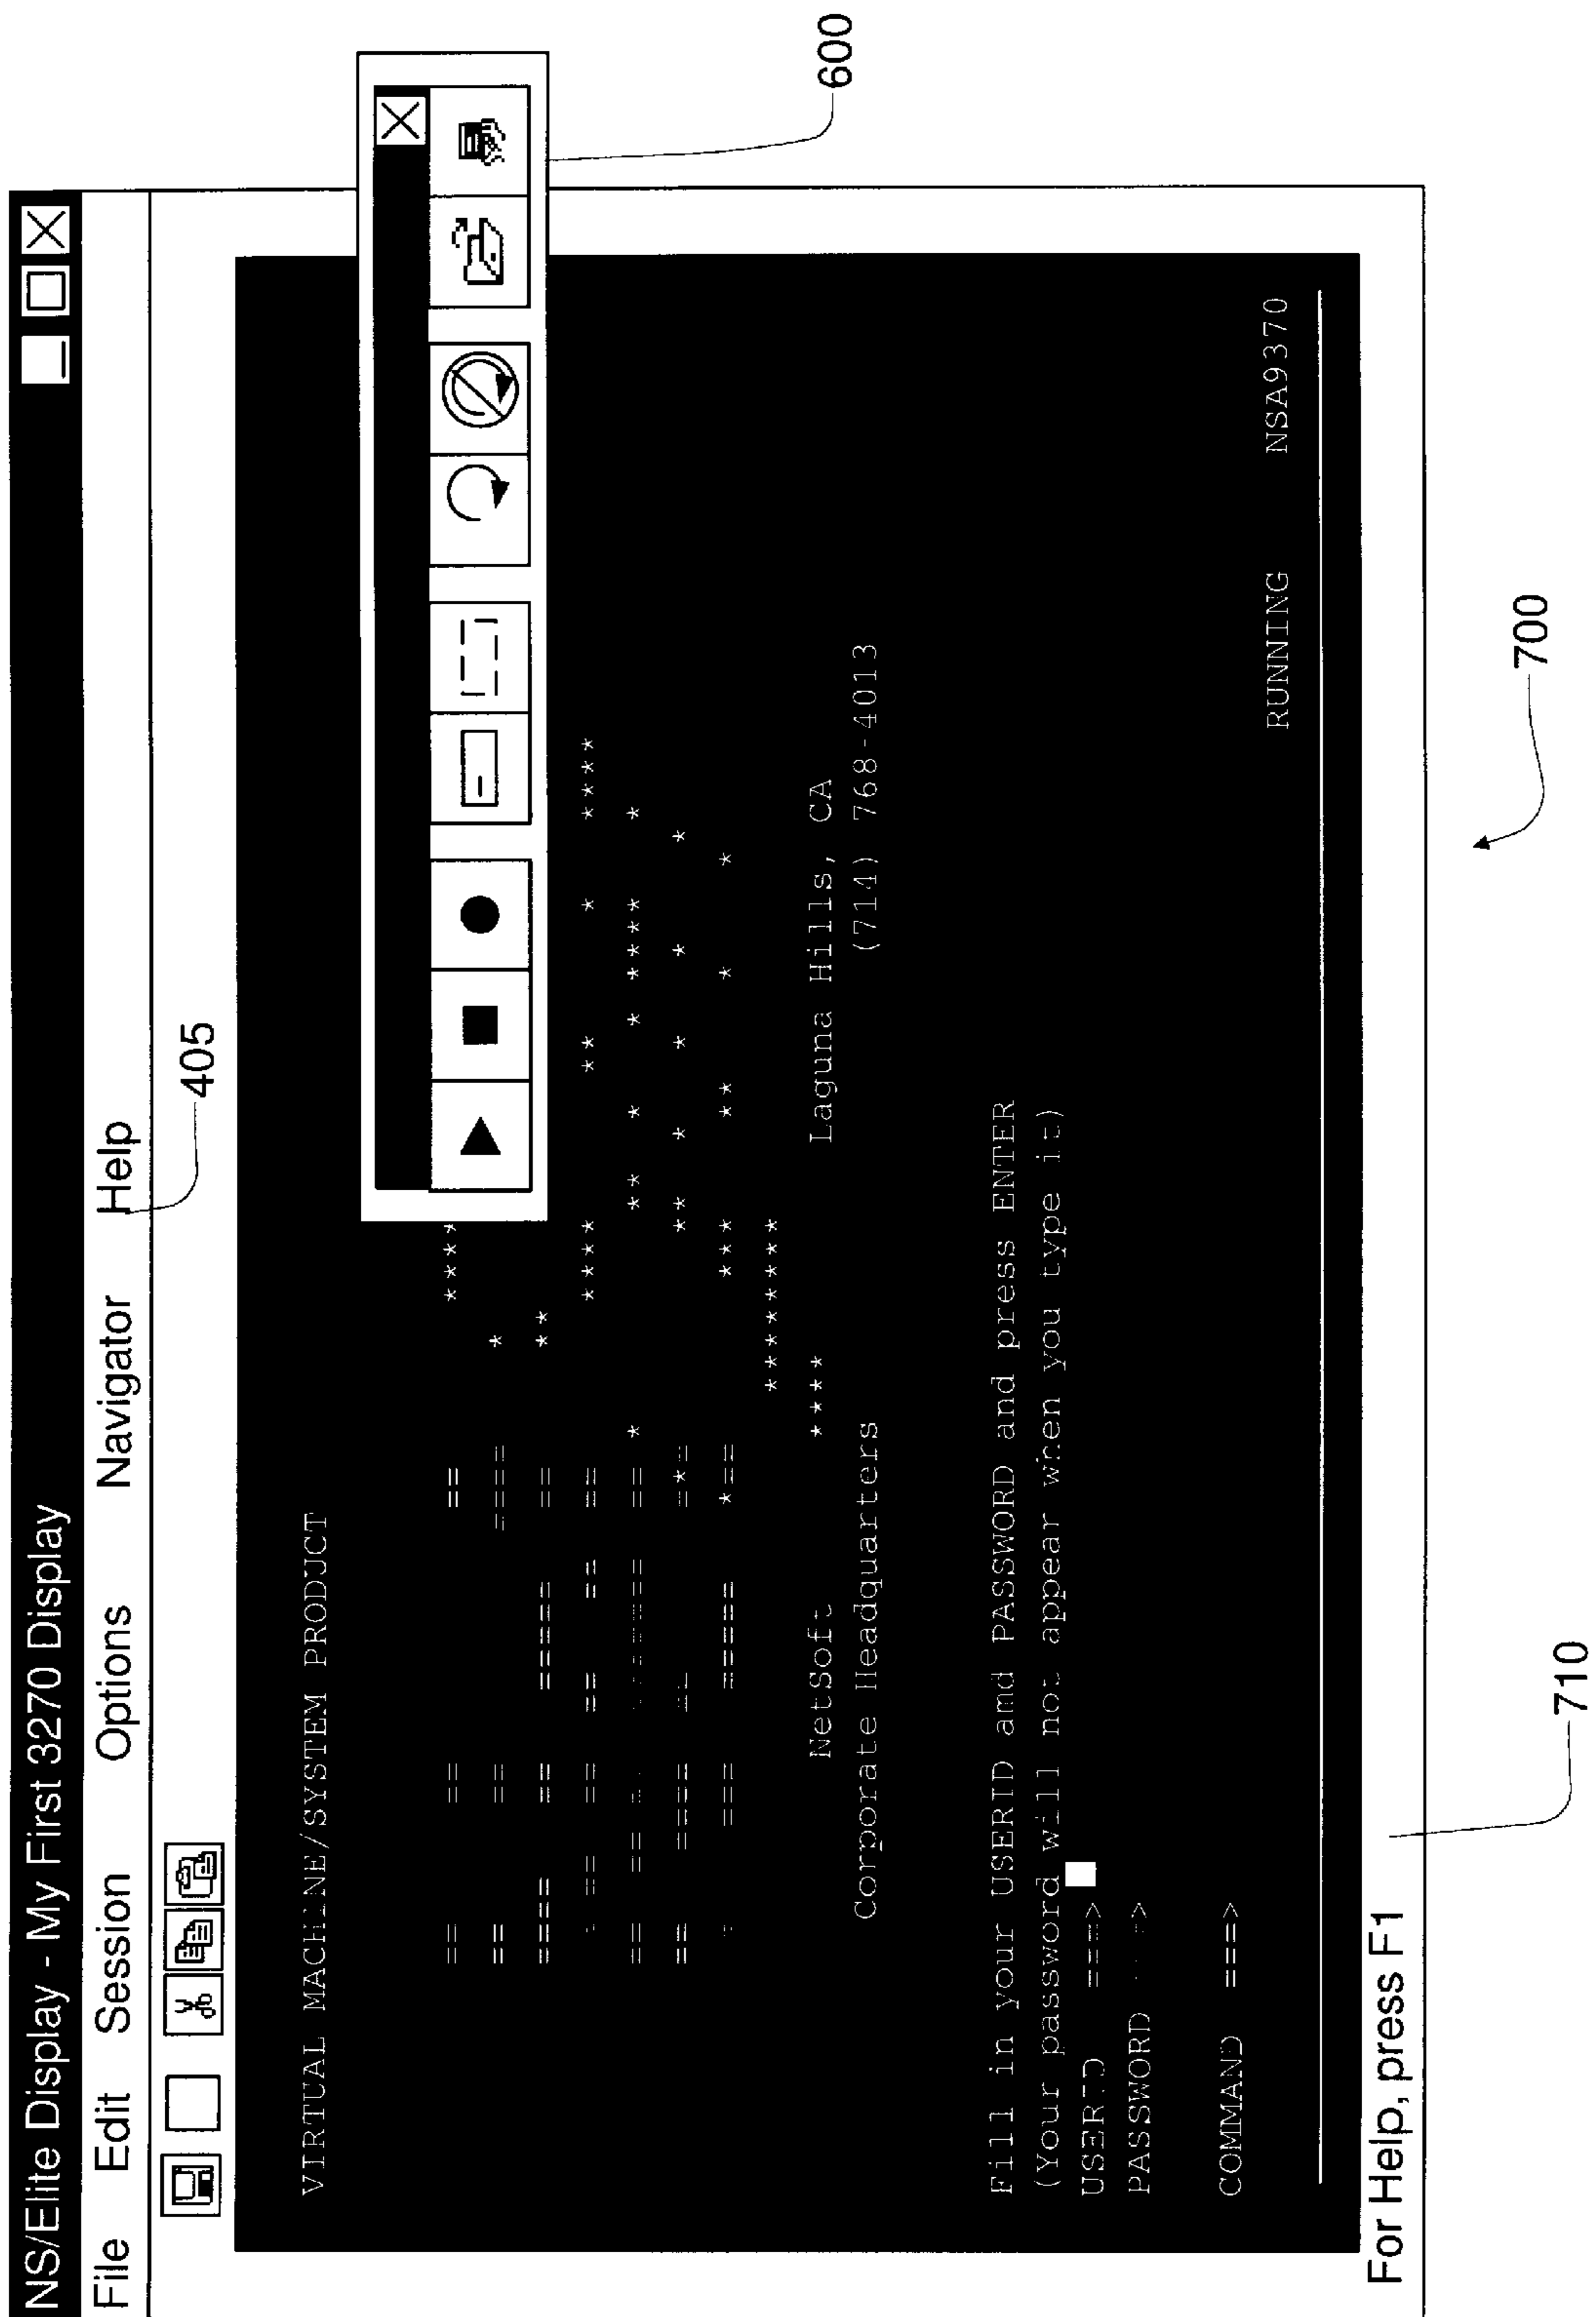 NS/Elite Display - My First 3270 Display
File Edit Session Options Navigator Help
405
VIRTUAL MACHINE/SYSTEM PRODUCT
600
NetSoft Laguna Hills, CA
Corporate Headquarters (714) 768-4013
Fill in your USERID and PASSWORD and press ENTER
(Your password will not appear when you type it)
USERID ===>
PASSWORD ===>
COMMAND ===>
RUNNING NSA9370
For Help, press F1
710
700